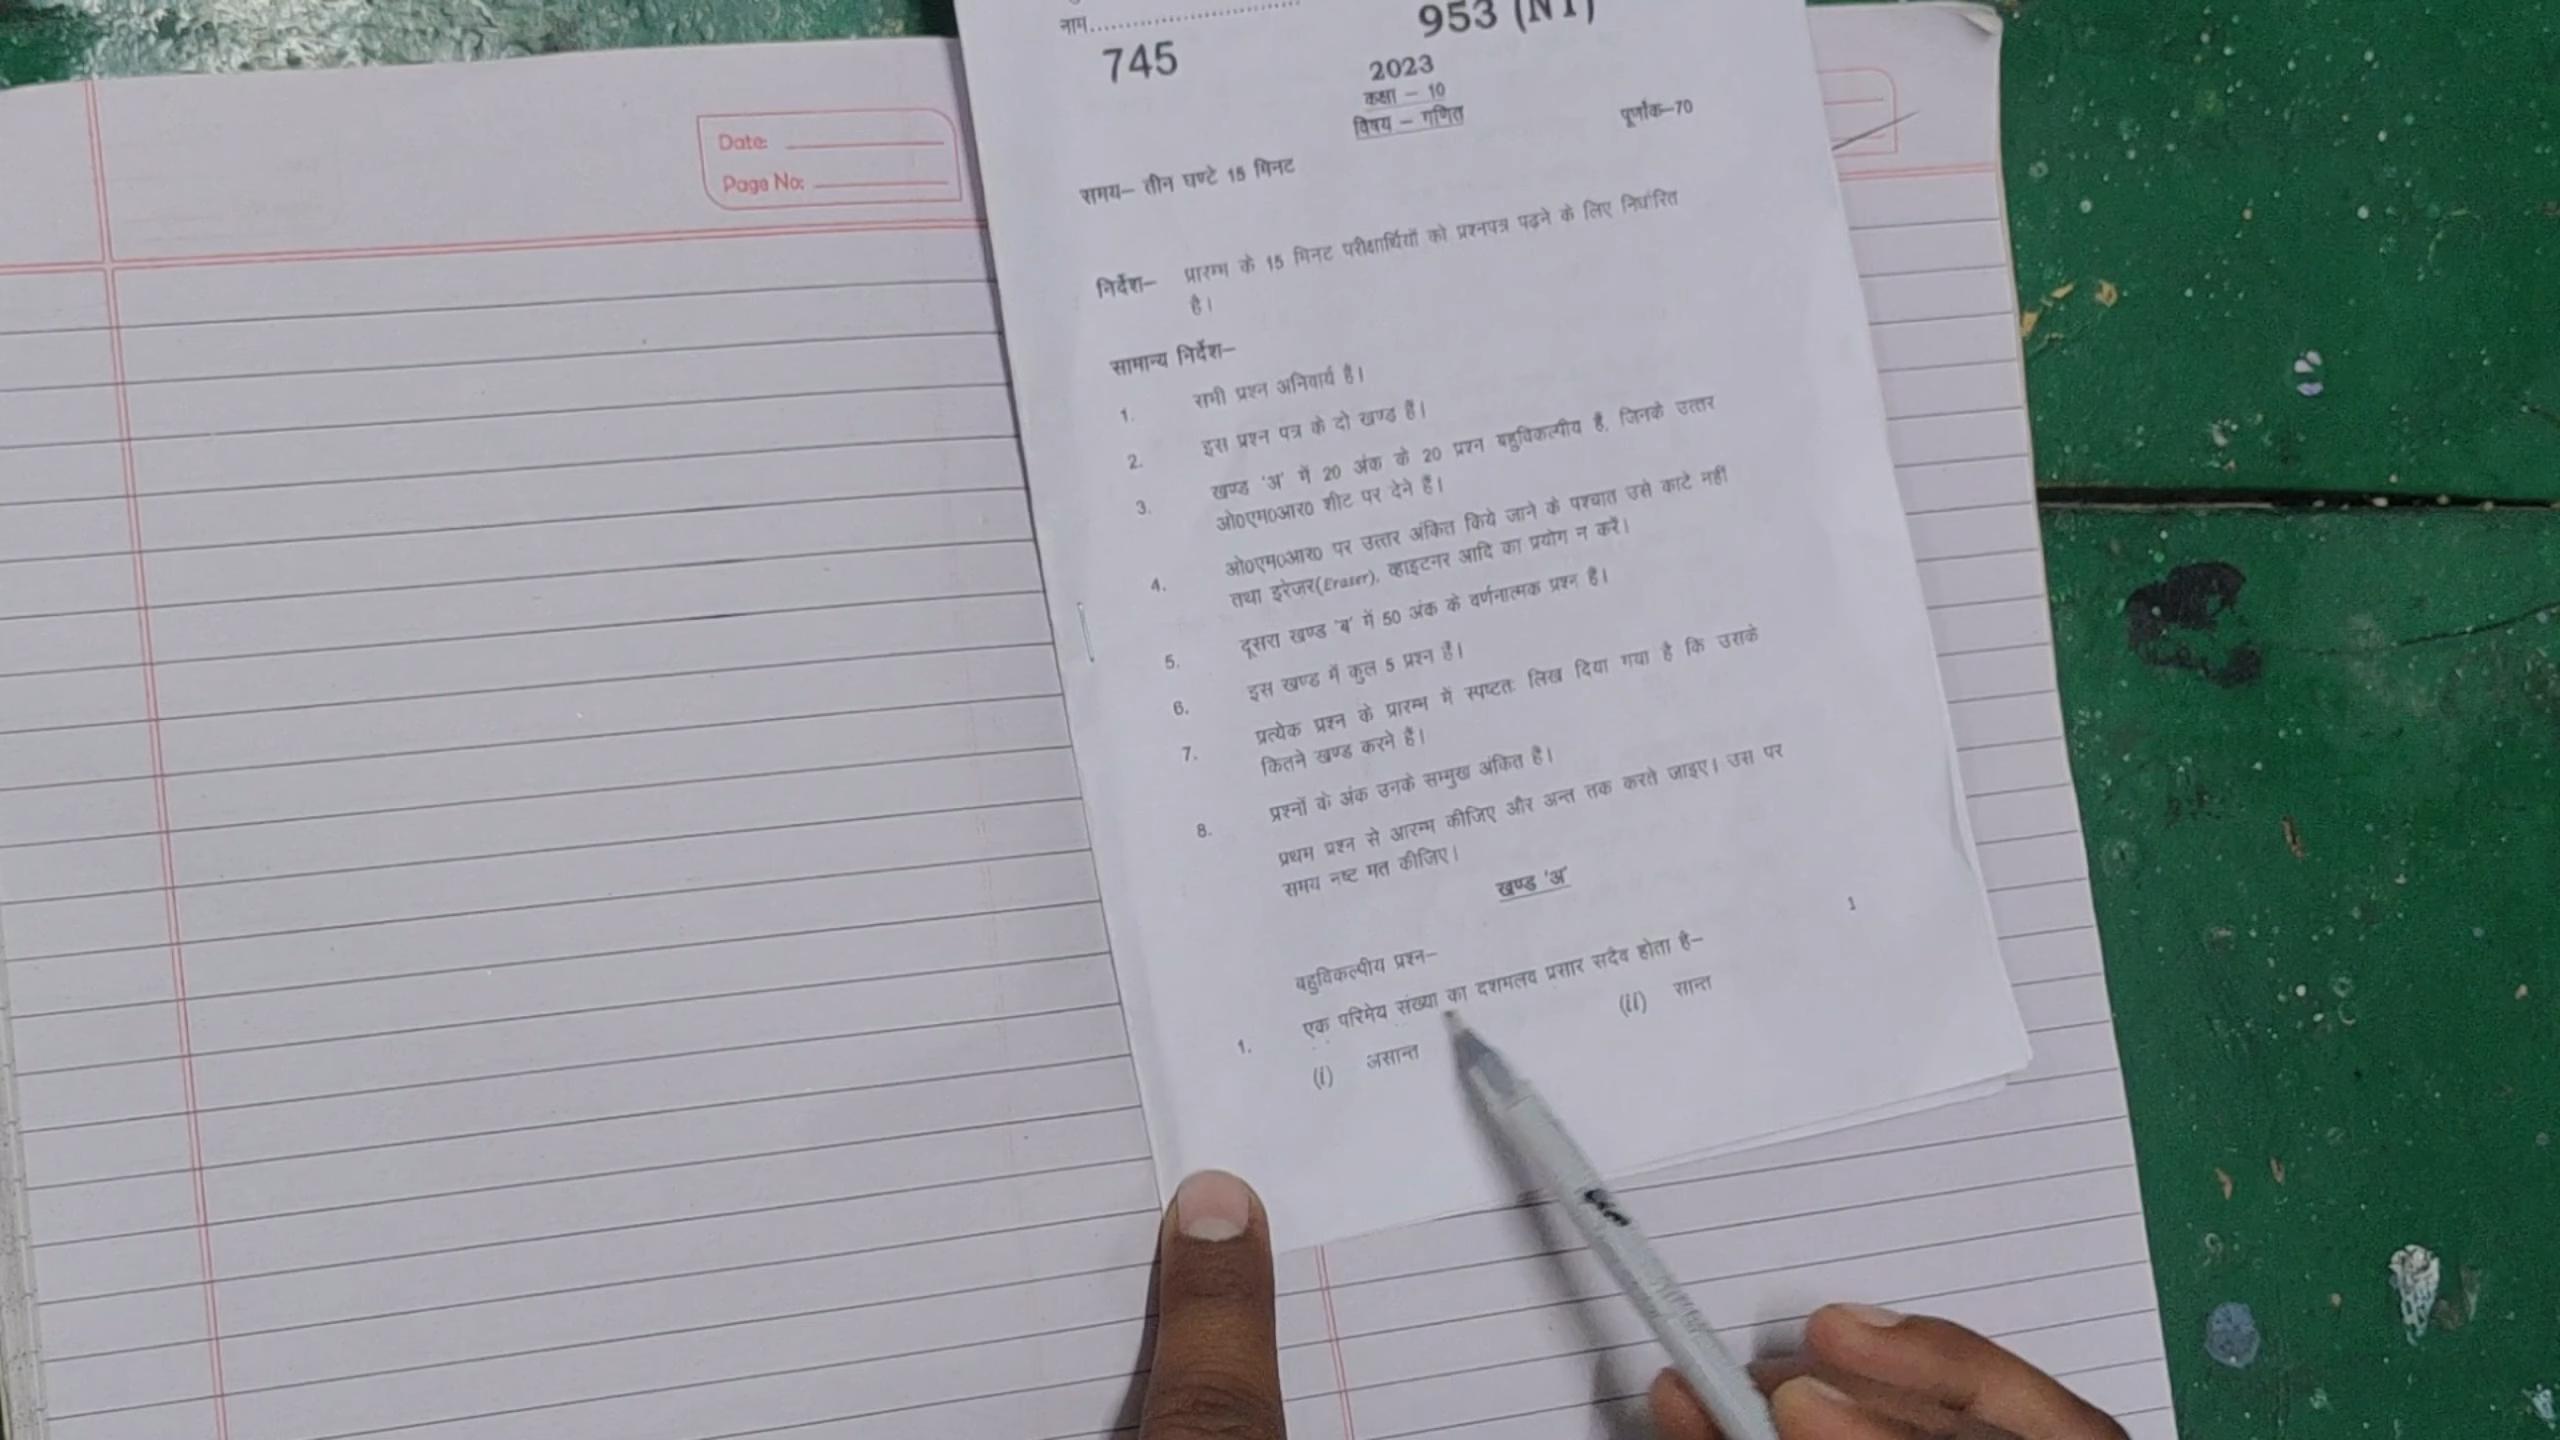 नाम
745
953 (NT)
2023
कक्षा – 10
विषय – गणित
पूर्णांक–70
समय– तीन घण्टे 15 मिनट
निर्देश– प्रारम्भ के 15 मिनट परीक्षार्थियों को प्रश्नपत्र पढ़ने के लिए निर्धारित
है।
सामान्य निर्देश–
1. सभी प्रश्न अनिवार्य हैं।
2. इस प्रश्न पत्र के दो खण्ड हैं।
3. खण्ड 'अ' में 20 अंक के 20 प्रश्न बहुविकल्पीय हैं, जिनके उत्तर
ओ0एम0आर0 शीट पर देने हैं।
4. ओ0एम0आर0 पर उत्तर अंकित किये जाने के पश्चात उसे काटे नहीं
तथा इरेजर(Eraser), व्हाइटनर आदि का प्रयोग न करें।
5. दूसरा खण्ड 'ब' में 50 अंक के वर्णनात्मक प्रश्न हैं।
6. इस खण्ड में कुल 5 प्रश्न हैं।
7. प्रत्येक प्रश्न के प्रारम्भ में स्पष्टतः लिख दिया गया है कि उसके
कितने खण्ड करने हैं।
8. प्रश्नों के अंक उनके सम्मुख अंकित हैं।
प्रथम प्रश्न से आरम्भ कीजिए और अन्त तक करते जाइए। उस पर
समय नष्ट मत कीजिए।
खण्ड 'अ'
बहुविकल्पीय प्रश्न–
1
1. एक परिमेय संख्या का दशमलव प्रसार सदैव होता है–
(i) असान्त (ii) सान्त
Date:
Page No: